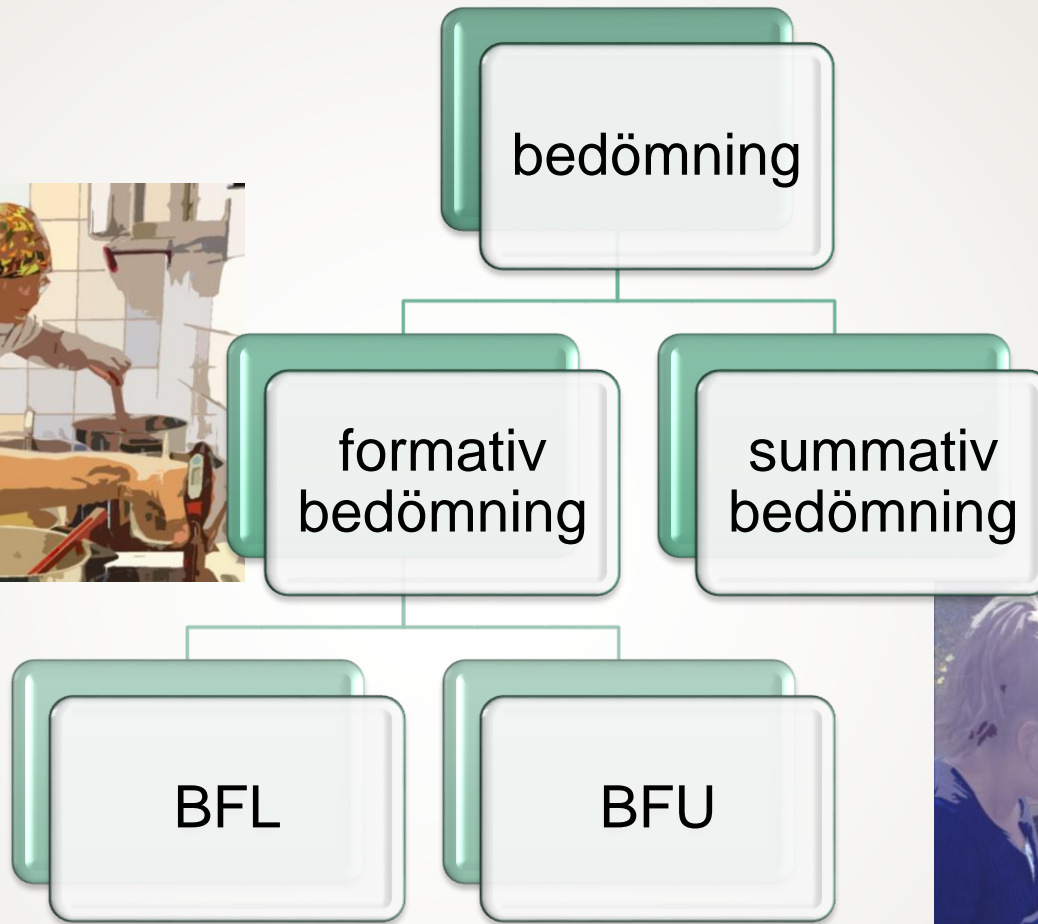 bedömning
formativ
bedömning
summativ
bedömning
BFL
BFU